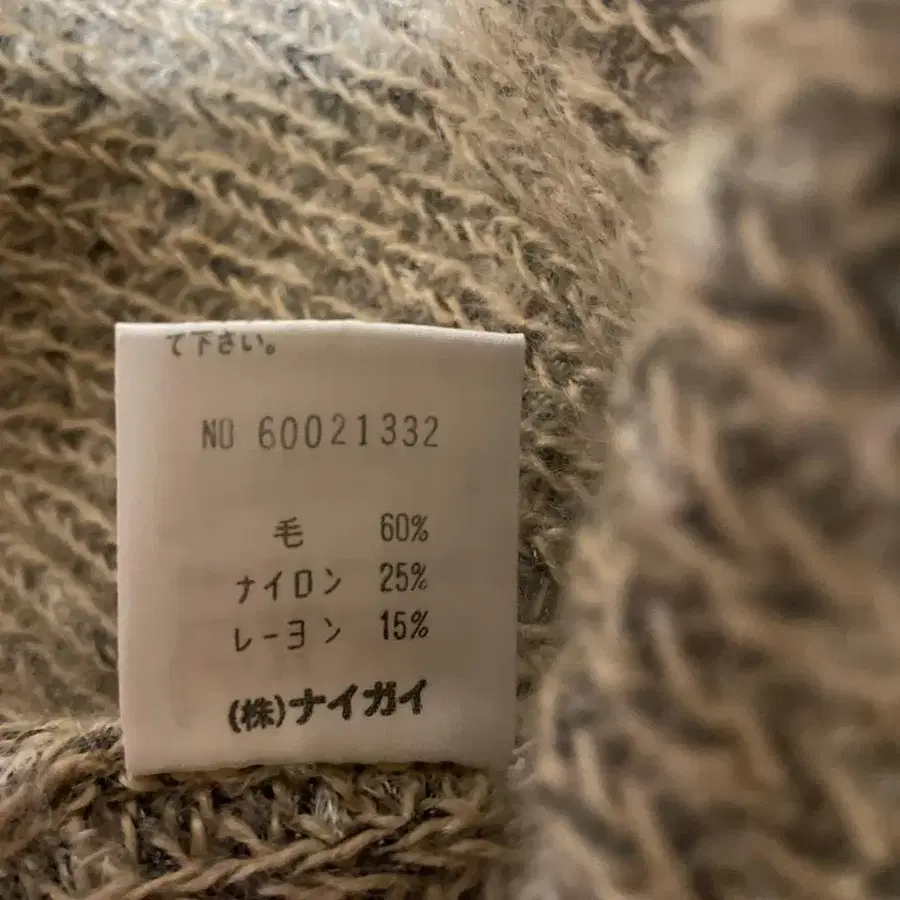 て下さい。
NO 60021332
毛 60%
ナイロン 25%
レーヨン 15%
(株)ナイガイ